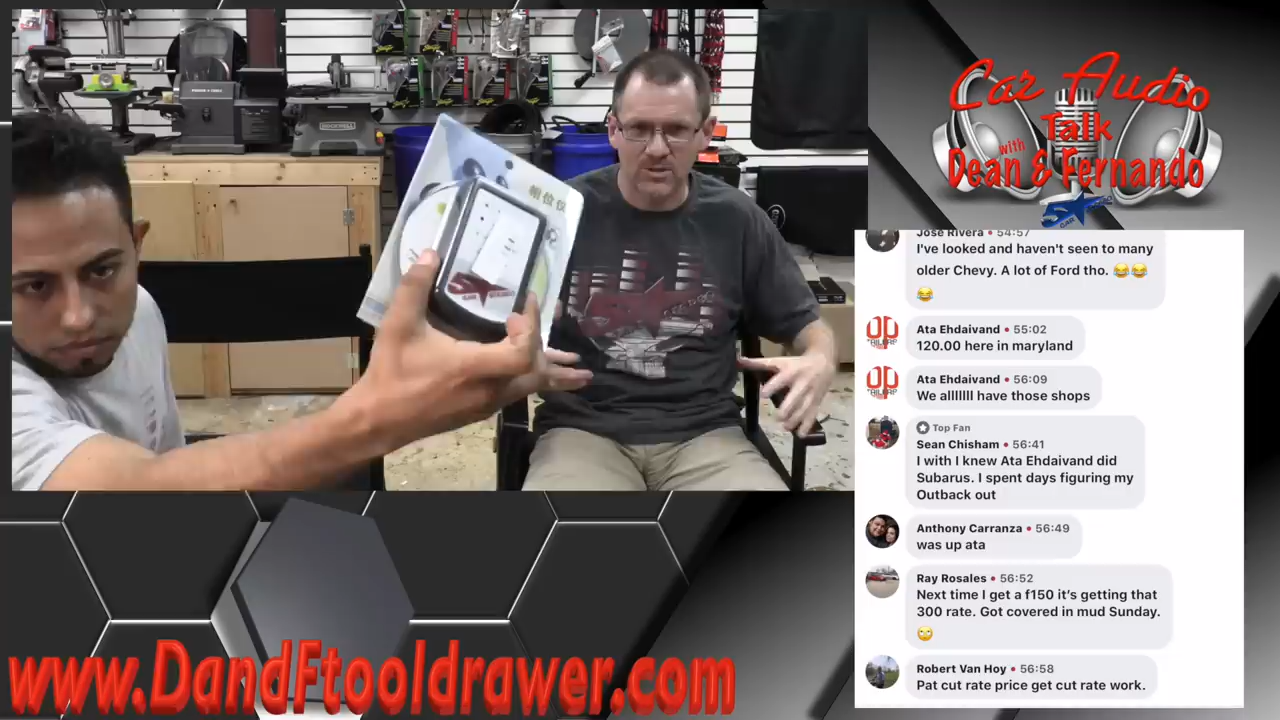 Car Audio
Talk
with
Dean & Fernando
相位仪
Jose Rivera • 54:57
I've looked and haven't seen to many
older Chevy. A lot of Ford tho. 😂😂
😂
Ata Ehdaivand • 55:02
120.00 here in maryland
Ata Ehdaivand • 56:09
We alllllll have those shops
Top Fan
Sean Chisham • 56:41
I with I knew Ata Ehdaivand did
Subarus. I spent days figuring my
Outback out
Anthony Carranza • 56:49
was up ata
Ray Rosales • 56:52
Next time I get a f150 it's getting that
300 rate. Got covered in mud Sunday.
🙄
Robert Van Hoy • 56:58
Pat cut rate price get cut rate work.
www.DandFtooldrawer.com